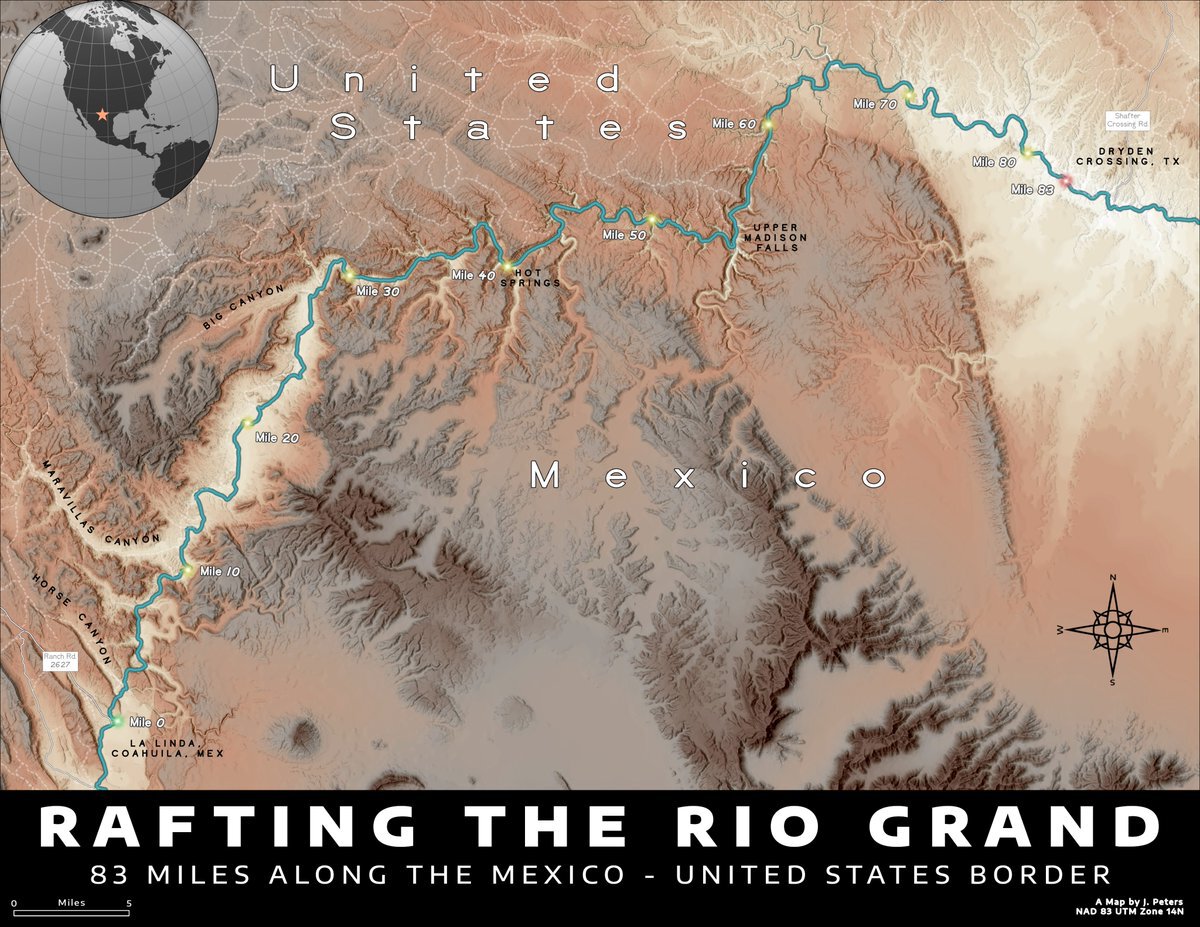 United
States
Mile 70
Mile 60
Shafter
Crossing Rd.
DRYDEN
CROSSING, TX
Mile 80
Mile 83
UPPER
MADISON
FALLS
Mile 50
Mile 40
HOT
SPRINGS
Mile 30
BIG CANYON
Mile 20
Mexico
MARAVILLAS CANYON
Mile 10
HORSE CANYON
N
W
E
S
Ranch Rd.
2627
Mile 0
LA LINDA,
COAHUILA, MEX
RAFTING THE RIO GRAND
83 MILES ALONG THE MEXICO - UNITED STATES BORDER
0 Miles 5
A Map by J. Peters
NAD 83 UTM Zone 14N